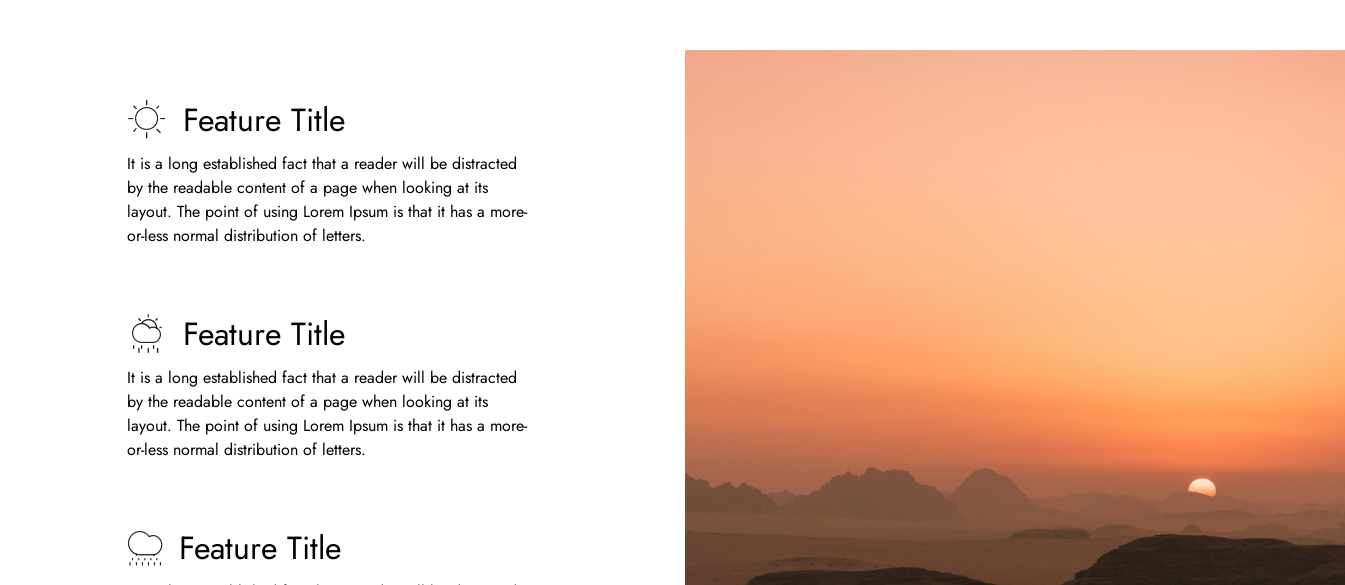 Feature Title
It is a long established fact that a reader will be distracted
by the readable content of a page when looking at its
layout. The point of using Lorem Ipsum is that it has a more-
or-less normal distribution of letters.
Feature Title
It is a long established fact that a reader will be distracted
by the readable content of a page when looking at its
layout. The point of using Lorem Ipsum is that it has a more-
or-less normal distribution of letters.
Feature Title